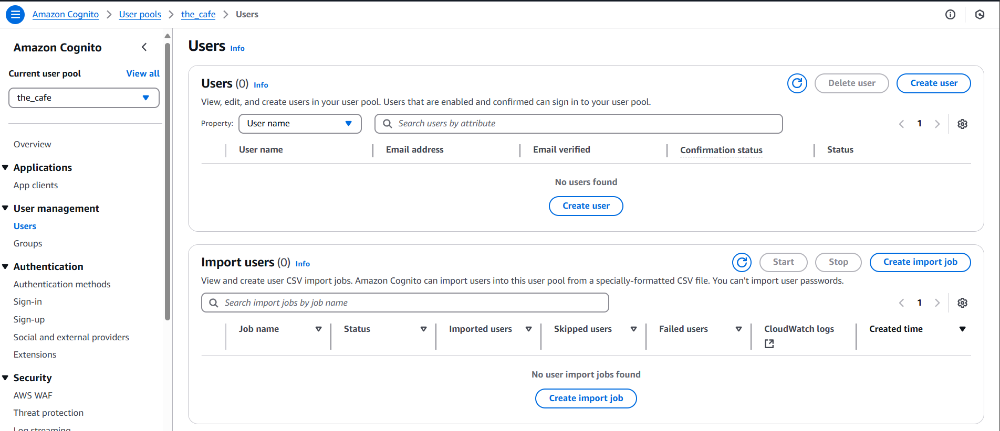 Amazon Cognito > User pools > the_cafe > Users
Amazon Cognito
Current user pool View all
the_cafe
Overview
Applications
App clients
User management
Users
Groups
Authentication
Authentication methods
Sign-in
Sign-up
Social and external providers
Extensions
Security
AWS WAF
Threat protection
Log streaming
Users Info
Users (0) Info
Delete user
Create user
View, edit, and create users in your user pool. Users that are enabled and confirmed can sign in to your user pool.
Property: User name Search users by attribute 1
User name Email address Email verified Confirmation status Status
No users found
Create user
Import users (0) Info
Start
Stop
Create import job
View and create user CSV import jobs. Amazon Cognito can import users into this user pool from a specially-formatted CSV file. You can't import user passwords.
Search import jobs by job name 1
Job name Status Imported users Skipped users Failed users CloudWatch logs Created time
No user import jobs found
Create import job